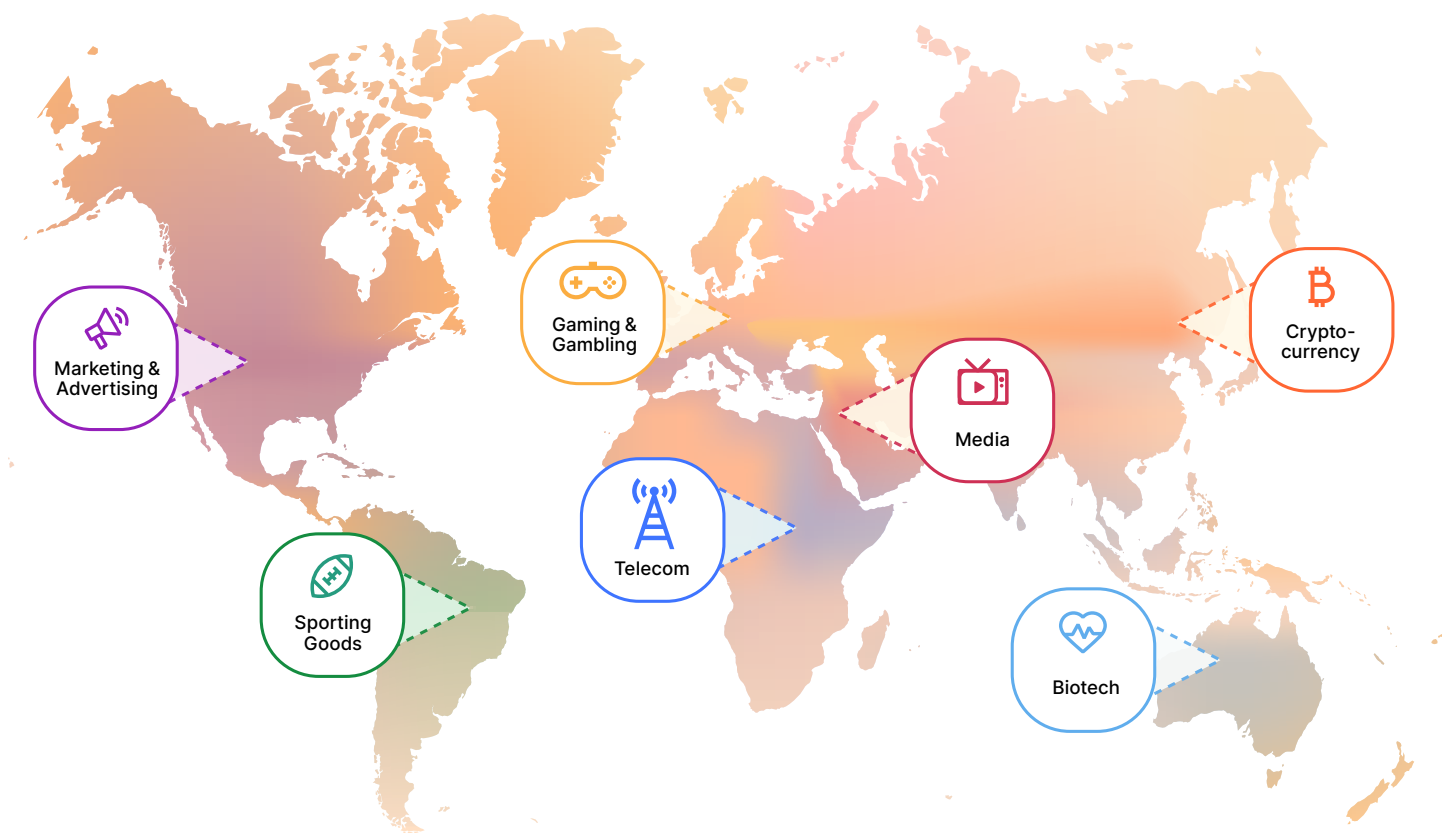 Marketing &
Advertising
Gaming &
Gambling
Crypto-
currency
Media
Telecom
Sporting
Goods
Biotech